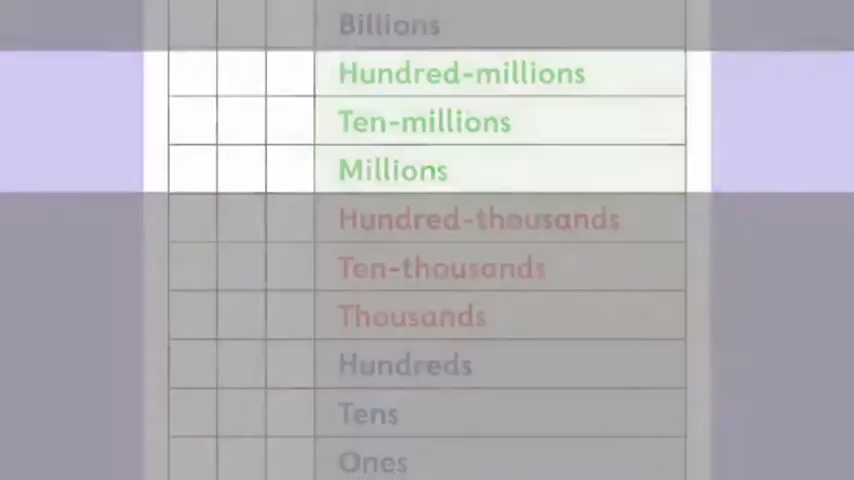 Billions
Hundred-millions
Ten-millions
Millions
Hundred-thousands
Ten-thousands
Thousands
Hundreds
Tens
Ones